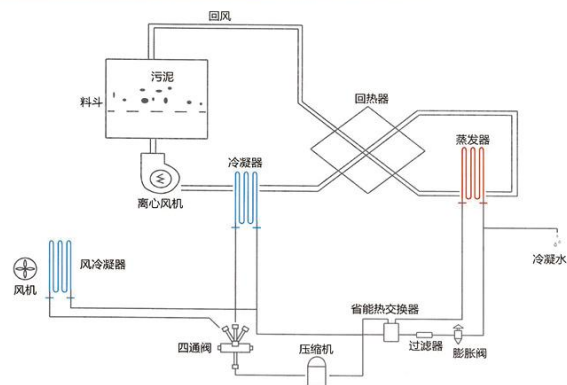 回风
污泥
料斗
回热器
蒸发器
冷凝器
离心风机
冷凝水
风冷凝器
风机
省能热交换器
四通阀
压缩机
过滤器
膨胀阀